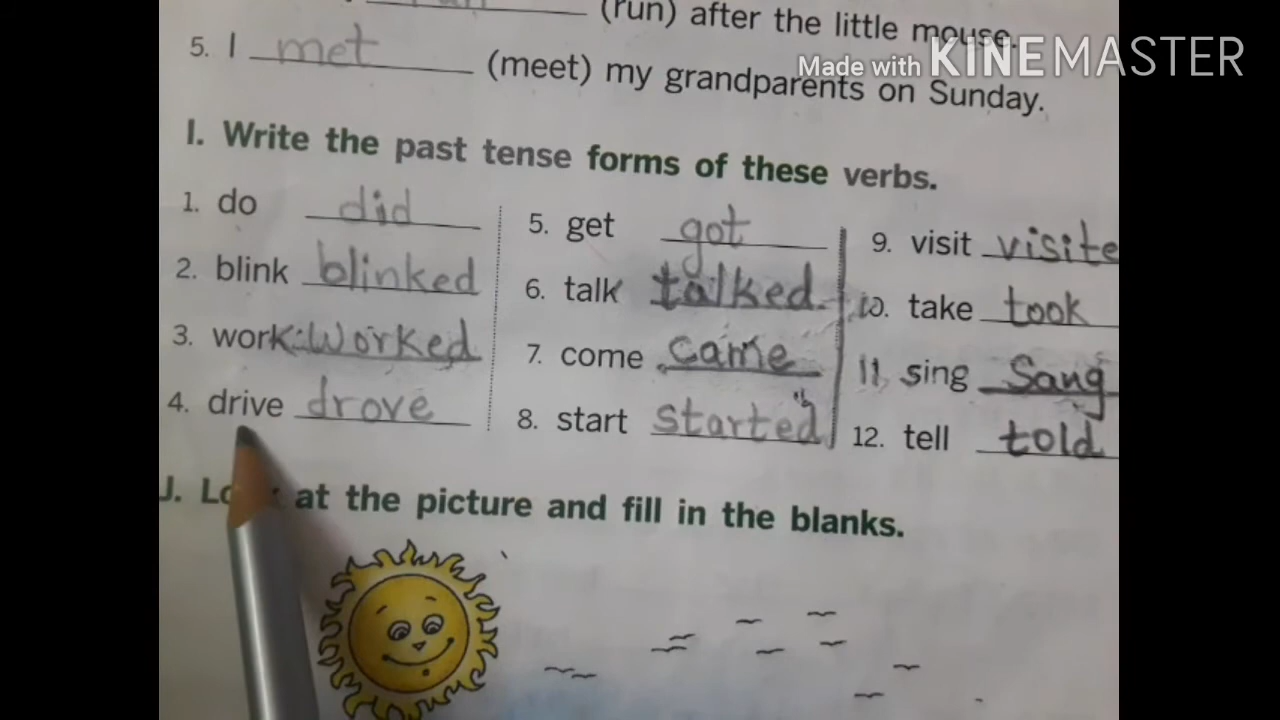 (run) after the little mouse.
5. I met (meet) my grandparents on Sunday.
Made with KINEMASTER
I. Write the past tense forms of these verbs.
1. do did
2. blink blinked
3. work worked
4. drive drove
5. get got
6. talk talked
7. come came
8. start started
9. visit visite
10. take took
11. sing Sang
12. tell told
J. Look at the picture and fill in the blanks.